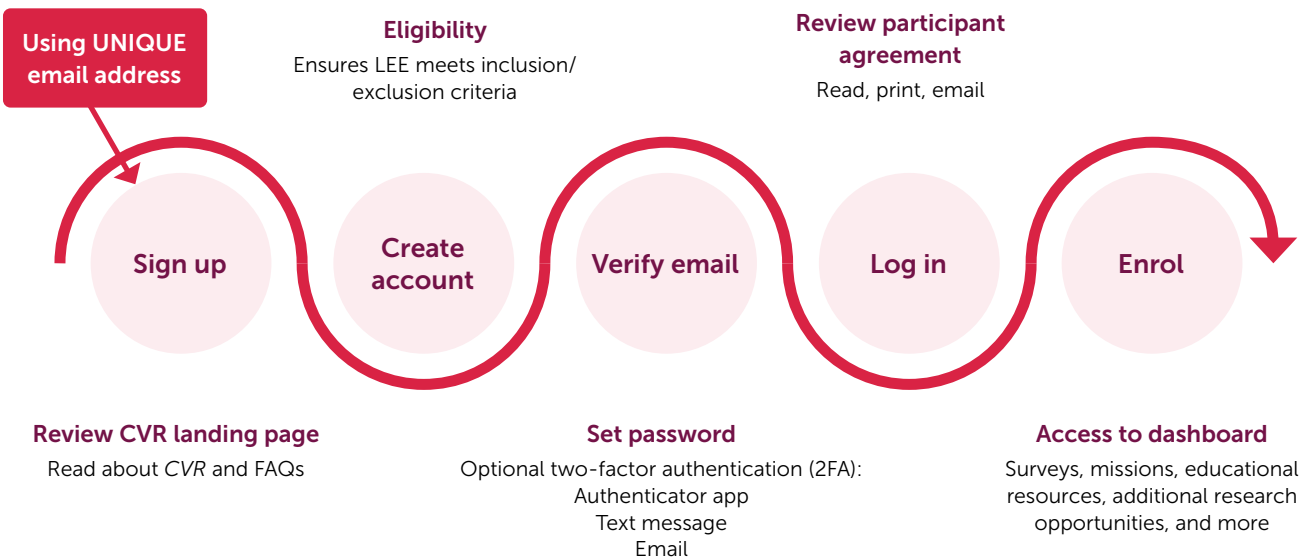 Using UNIQUE
email address
Eligibility
Ensures LEE meets inclusion/
exclusion criteria
Review participant
agreement
Read, print, email
Sign up
Create
account
Verify email
Log in
Enrol
Review CVR landing page
Read about CVR and FAQs
Set password
Optional two-factor authentication (2FA):
Authenticator app
Text message
Email
Access to dashboard
Surveys, missions, educational
resources, additional research
opportunities, and more